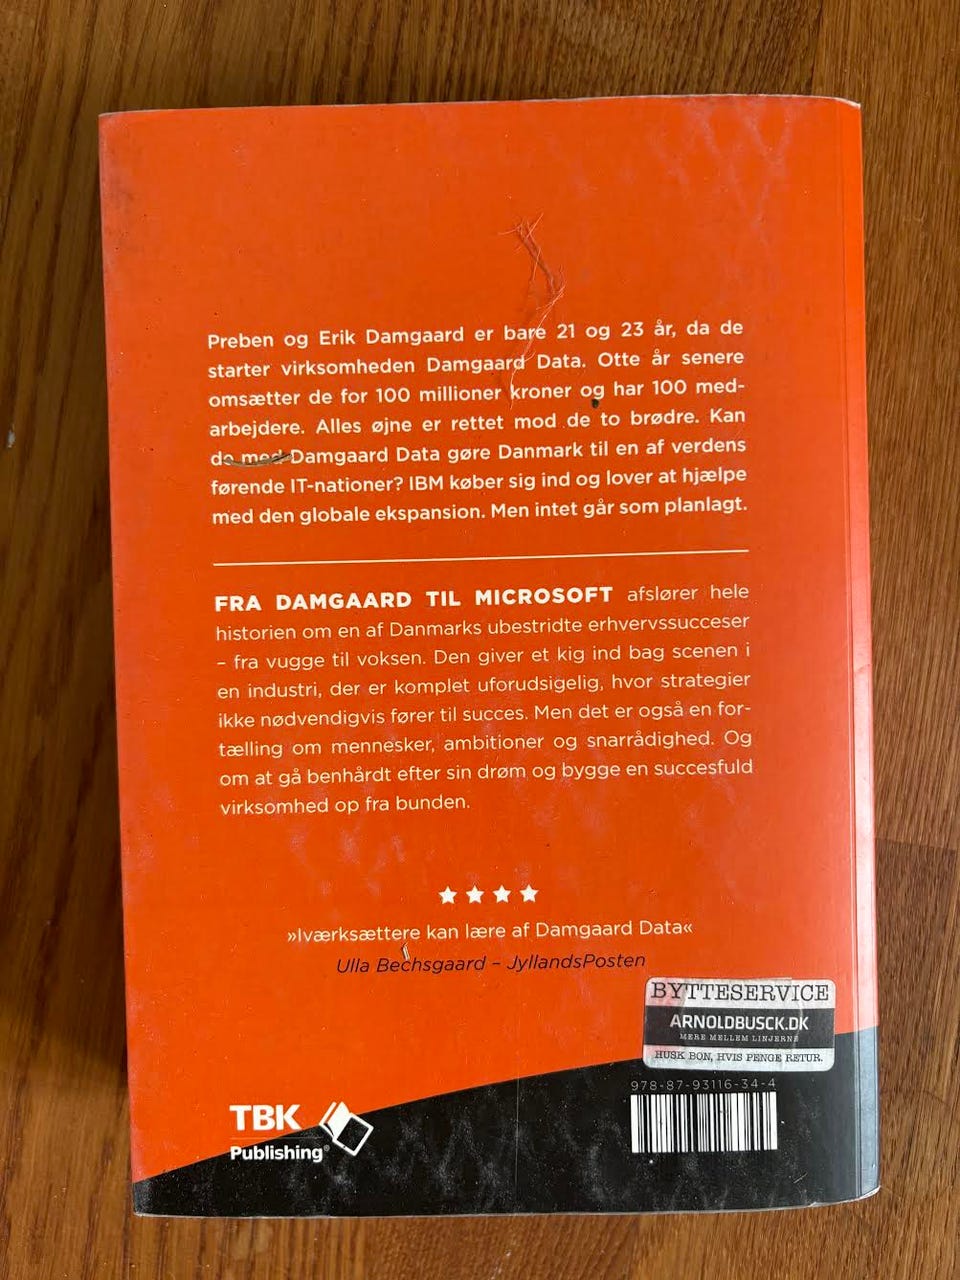 Preben og Erik Damgaard er bare 21 og 23 år, da de
starter virksomheden Damgaard Data. Otte år senere
omsætter de for 100 millioner kroner og har 100 med-
arbejdere. Alles øjne er rettet mod de to brødre. Kan
de med Damgaard Data gøre Danmark til en af verdens
førende IT-nationer? IBM køber sig ind og lover at hjælpe
med den globale ekspansion. Men intet går som planlagt.
FRA DAMGAARD TIL MICROSOFT afslører hele
historien om en af Danmarks ubestridte erhvervssucceser
– fra vugge til voksen. Den giver et kig ind bag scenen i
en industri, der er komplet uforudsigelig, hvor strategier
ikke nødvendigvis fører til succes. Men det er også en for-
tælling om mennesker, ambitioner og snarrådighed. Og
om at gå benhårdt efter sin drøm og bygge en succesfuld
virksomhed op fra bunden.
»Iværksættere kan lære af Damgaard Data«
Ulla Bechsgaard – JyllandsPosten
BYTTESERVICE
ARNOLDBUSCK.DK
MERE MELLEM LINJERNE
HUSK BON, HVIS PENGE RETUR.
978-87-93116-34-4
TBK
Publishing®